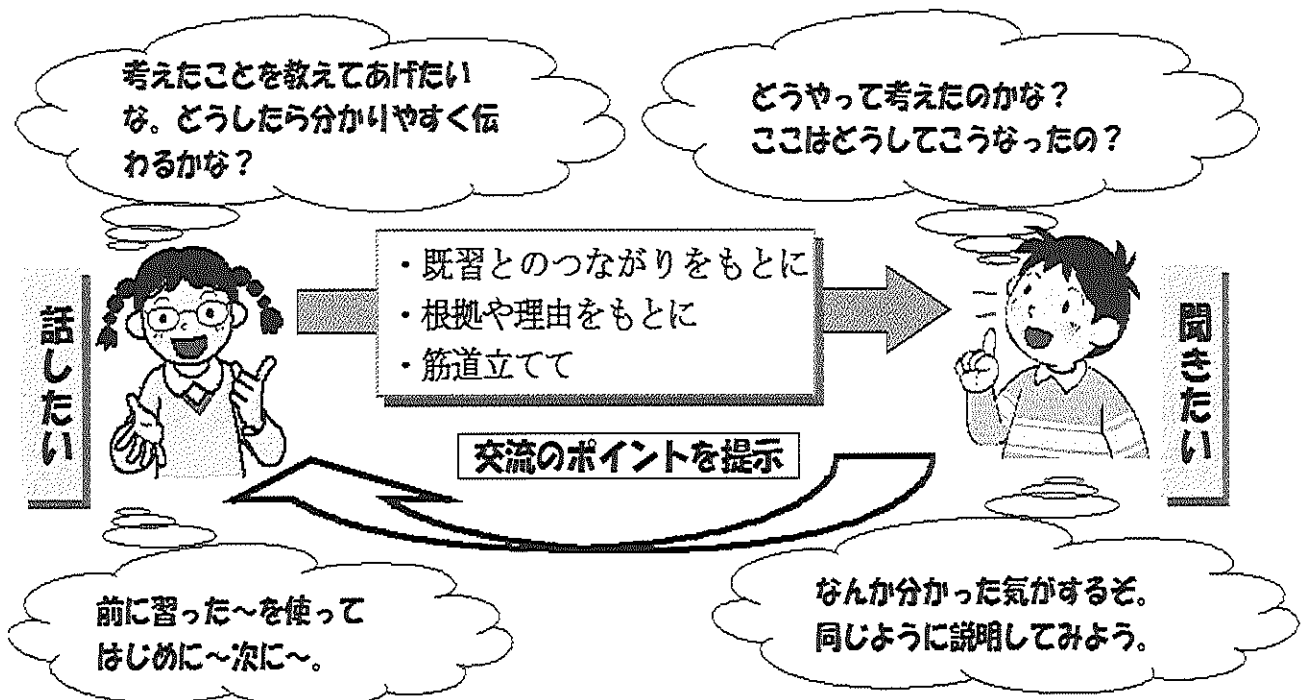 考えたことを教えてあげたい
な。どうしたら分かりやすく伝
わるかな？
どうやって考えたのかな？
ここはどうしてこうなったの？
話したい
・既習とのつながりをもとに
・根拠や理由をもとに
・筋道立てて
聞きたい
交流のポイントを提示
前に習った～を使って
はじめに～次に～。
なんか分かった気がするぞ。
同じように説明してみよう。